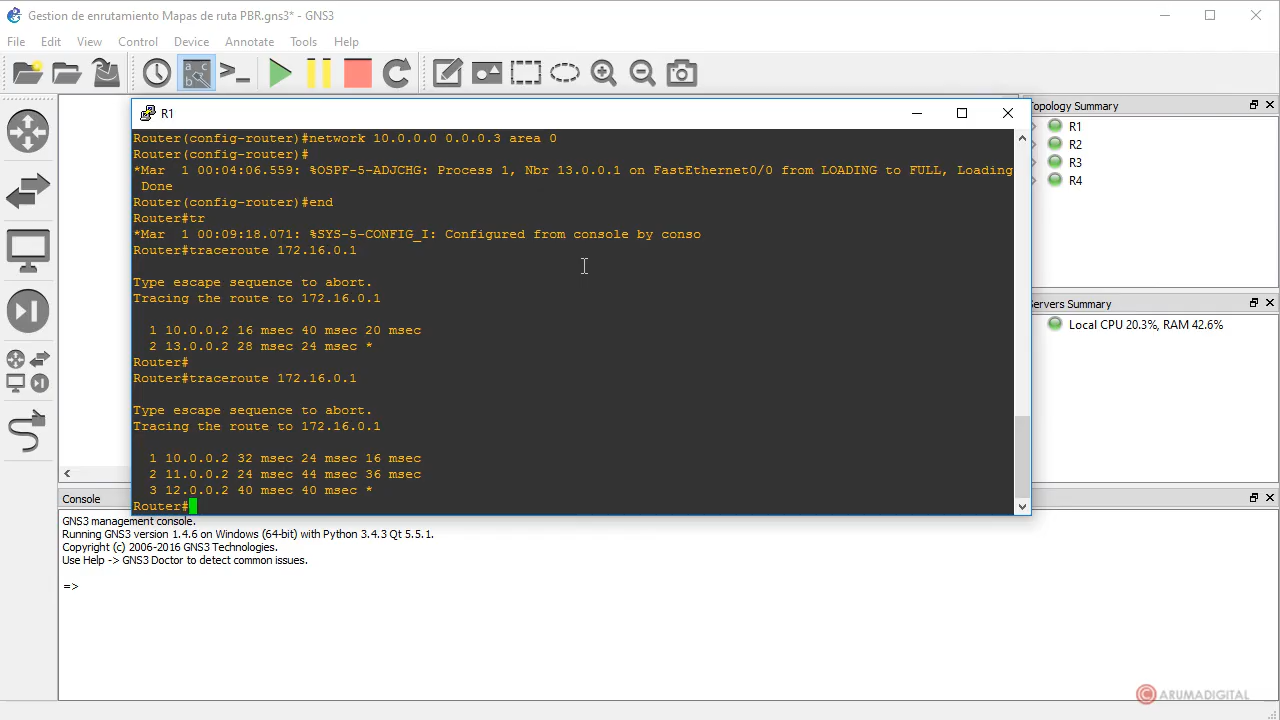 Gestion de enrutamiento Mapas de ruta PBR.gns3* - GNS3
File Edit View Control Device Annotate Tools Help
R1
Router(config-router)#network 10.0.0.0 0.0.0.3 area 0
Router(config-router)#
*Mar  1 00:04:06.559: %OSPF-5-ADJCHG: Process 1, Nbr 13.0.0.1 on FastEthernet0/0 from LOADING to FULL, Loading
Done
Router(config-router)#end
Router#tr
*Mar  1 00:09:18.071: %SYS-5-CONFIG_I: Configured from console by conso
Router#traceroute 172.16.0.1
Type escape sequence to abort.
Tracing the route to 172.16.0.1
1 10.0.0.2 16 msec 40 msec 20 msec
2 13.0.0.2 28 msec 24 msec *
Router#
Router#traceroute 172.16.0.1
Type escape sequence to abort.
Tracing the route to 172.16.0.1
1 10.0.0.2 32 msec 24 msec 16 msec
2 11.0.0.2 24 msec 44 msec 36 msec
3 12.0.0.2 40 msec 40 msec *
Router#
Topology Summary
R1
R2
R3
R4
Servers Summary
Local CPU 20.3%, RAM 42.6%
Console
GNS3 management console.
Running GNS3 version 1.4.6 on Windows (64-bit) with Python 3.4.3 Qt 5.5.1.
Copyright (c) 2006-2016 GNS3 Technologies.
Use Help -> GNS3 Doctor to detect common issues.
=>
© ARUMADIGITAL